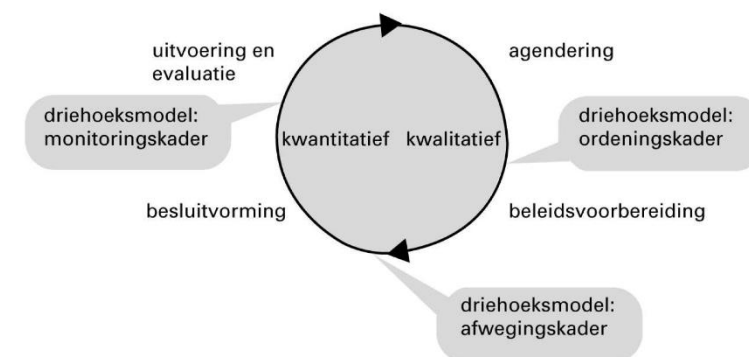 uitvoering en
evaluatie
agendering
driehoeksmodel:
monitoringskader
driehoeksmodel:
ordeningskader
kwantitatief
kwalitatief
besluitvorming
beleidsvoorbereiding
driehoeksmodel:
afwegingskader